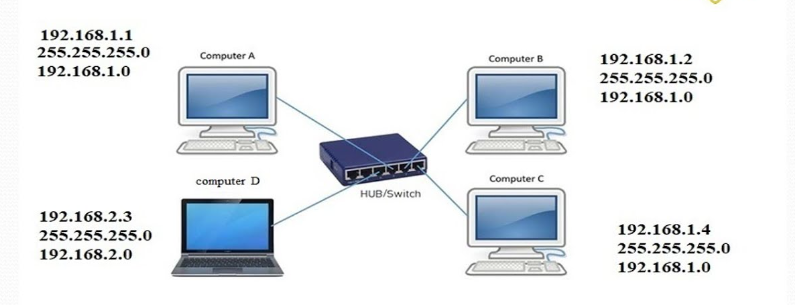 192.168.1.1
255.255.255.0
192.168.1.0
Computer A
Computer B
192.168.1.2
255.255.255.0
192.168.1.0
HUB/Switch
computer D
192.168.2.3
255.255.255.0
192.168.2.0
Computer C
192.168.1.4
255.255.255.0
192.168.1.0